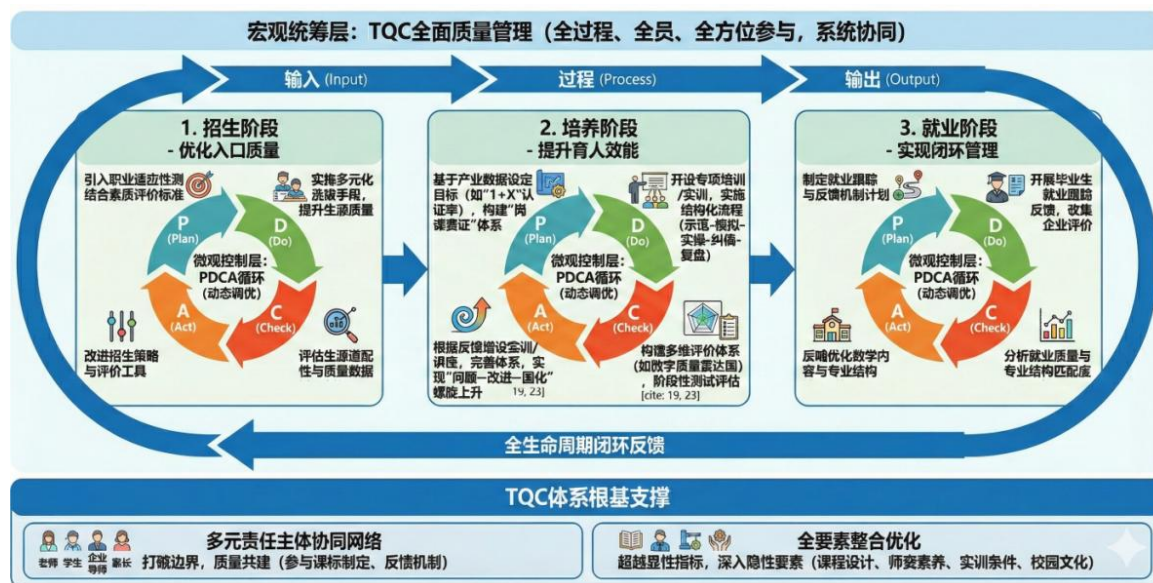 宏观统筹层：TQC全面质量管理（全过程、全员、全方位参与，系统协同）
输入 (Input)
过程 (Process)
输出 (Output)
1. 招生阶段
- 优化入口质量
引入职业适应性测
结合素质评价标准
实施多元化
选拔手段，
提升生源质量
P
(Plan)
D
(Do)
微观控制层：
PDCA循环
(动态调优)
A
(Act)
C
(Check)
改进招生策略
与评价工具
评估生源适配
性与质量数据
2. 培养阶段
- 提升育人效能
基于产业数据设定
目标（如“1+X”认
证率），构建“岗
课赛证”体系
开设专项培训
/实训，实施
结构化流程
（示范-模拟-
实操-纠偏-
复盘）
P
(Plan)
D
(Do)
微观控制层：
PDCA循环
(动态调优)
A
(Act)
C
(Check)
根据反馈增设实训/
讲座，完善体系，实
现“问题—改进—固化”
螺旋上升
19, 23]
多维评价体系
（如数字质量
），阶段性测试评估
[cite: 19, 23]
3. 就业阶段
- 实现闭环管理
制定就业跟踪
与反馈机制计划
开展毕业生
就业跟踪
反馈，收集
企业评价
P
(Plan)
D
(Do)
微观控制层：
PDCA循环
(动态调优)
A
(Act)
C
(Check)
优化教学内
容与专业结构
分析就业质量与
专业结构匹配度
全生命周期闭环反馈
TQC体系根基支撑
老师
学生
企业
导师
家长
多元责任主体协同网络
打破边界，质量共建（参与课标制定、反馈机制）
全要素整合优化
超越显性指标，深入隐性要素（课程设计、师资素养、实训条件、校园文化）